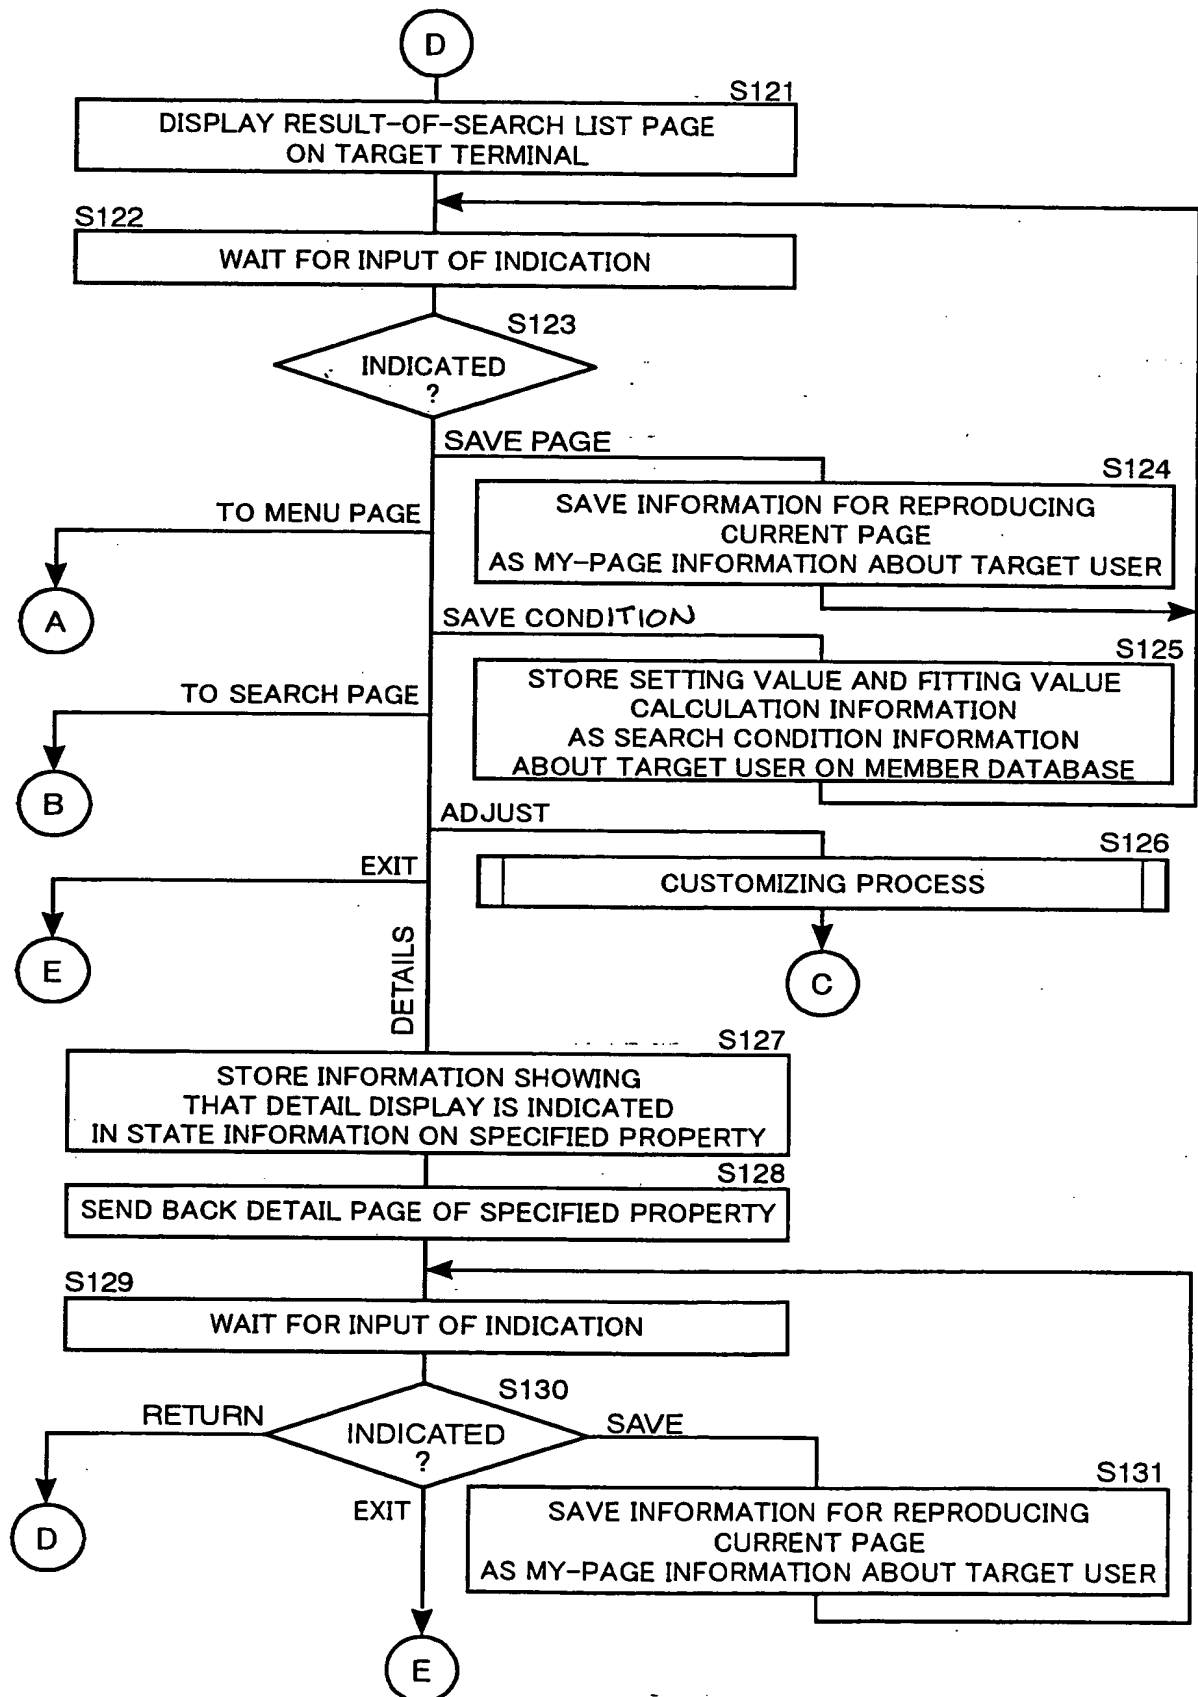 D
S121
DISPLAY RESULT-OF-SEARCH LIST PAGE
ON TARGET TERMINAL
S122
WAIT FOR INPUT OF INDICATION
S123
INDICATED
?
SAVE PAGE
S124
SAVE INFORMATION FOR REPRODUCING
CURRENT PAGE
AS MY-PAGE INFORMATION ABOUT TARGET USER
TO MENU PAGE
A
SAVE CONDITION
S125
STORE SETTING VALUE AND FITTING VALUE
CALCULATION INFORMATION
AS SEARCH CONDITION INFORMATION
ABOUT TARGET USER ON MEMBER DATABASE
TO SEARCH PAGE
B
ADJUST
S126
CUSTOMIZING PROCESS
C
EXIT
E
DETAILS
S127
STORE INFORMATION SHOWING
THAT DETAIL DISPLAY IS INDICATED
IN STATE INFORMATION ON SPECIFIED PROPERTY
S128
SEND BACK DETAIL PAGE OF SPECIFIED PROPERTY
S129
WAIT FOR INPUT OF INDICATION
S130
INDICATED
?
RETURN
D
SAVE
S131
SAVE INFORMATION FOR REPRODUCING
CURRENT PAGE
AS MY-PAGE INFORMATION ABOUT TARGET USER
EXIT
E